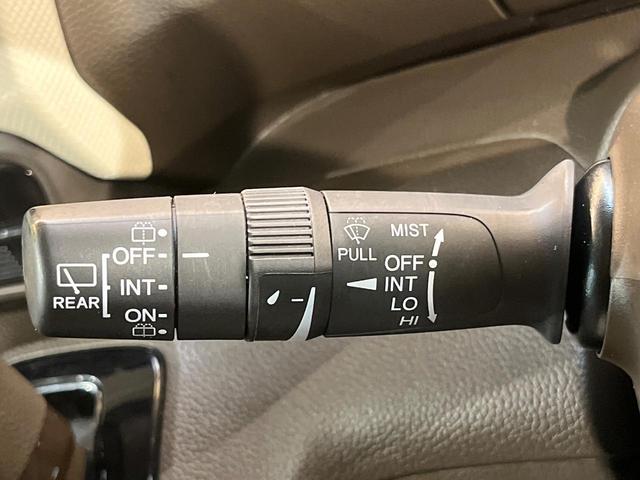 OFF
INT
ON
REAR
PULL
MIST
OFF
INT
LO
HI